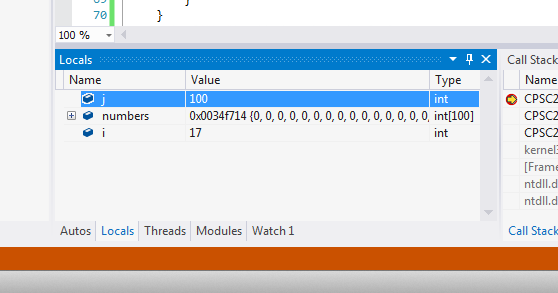 70 }
100 %
Locals
Name Value Type
j 100 int
numbers 0x0034f714 {0, 0, 0, 0, 0, 0, 0, 0, 0, 0, 0, 0, 0, 0, 0, int[100]
i 17 int
Autos Locals Threads Modules Watch 1
Call Stack
Name
CPSC2
CPSC2
CPSC2
kernel3
[Fram
ntdll.d
ntdll.d
Call Stack